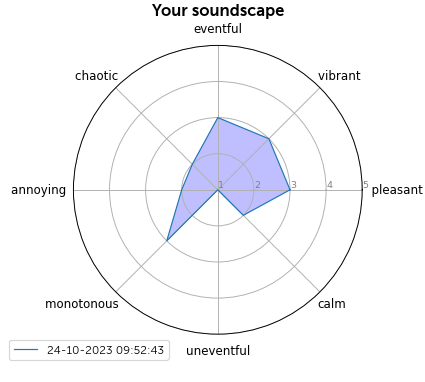 Your soundscape
eventful
chaotic
vibrant
annoying
1
2
3
4
5
pleasant
monotonous
calm
uneventful
24-10-2023 09:52:43